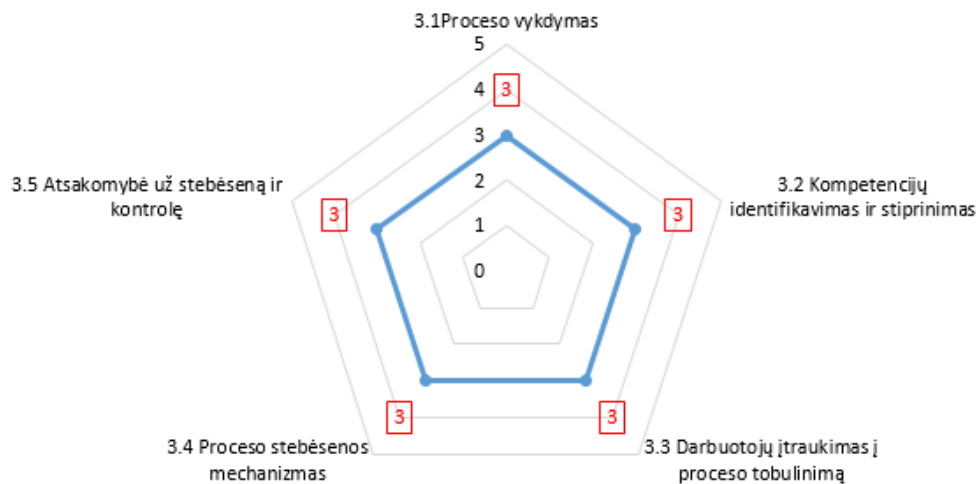 3.1Proceso vykdymas
5
4
3
3
2
1
0
3.2 Kompetencijų
identifikavimas ir stiprinimas
3
3.3 Darbuotojų įtraukimas į
proceso tobulinimą
3
3.4 Proceso stebėsenos
mechanizmas
3
3.5 Atsakomybė už stebėseną ir
kontrolę
3